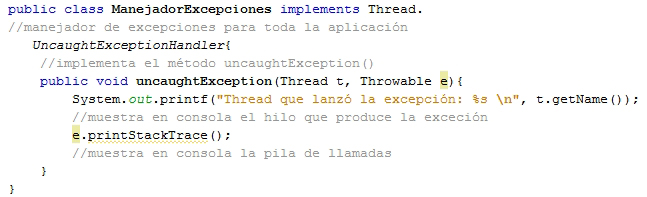 public class ManejadorExcepciones implements Thread.
//manejador de excepciones para toda la aplicación
UncaughtExceptionHandler{
//implementa el método uncaughtException()
public void uncaughtException(Thread t, Throwable e){
System.out.printf("Thread que lanzó la excepción: %s \n", t.getName());
//muestra en consola el hilo que produce la exceción
e.printStackTrace();
//muestra en consola la pila de llamadas
}
}